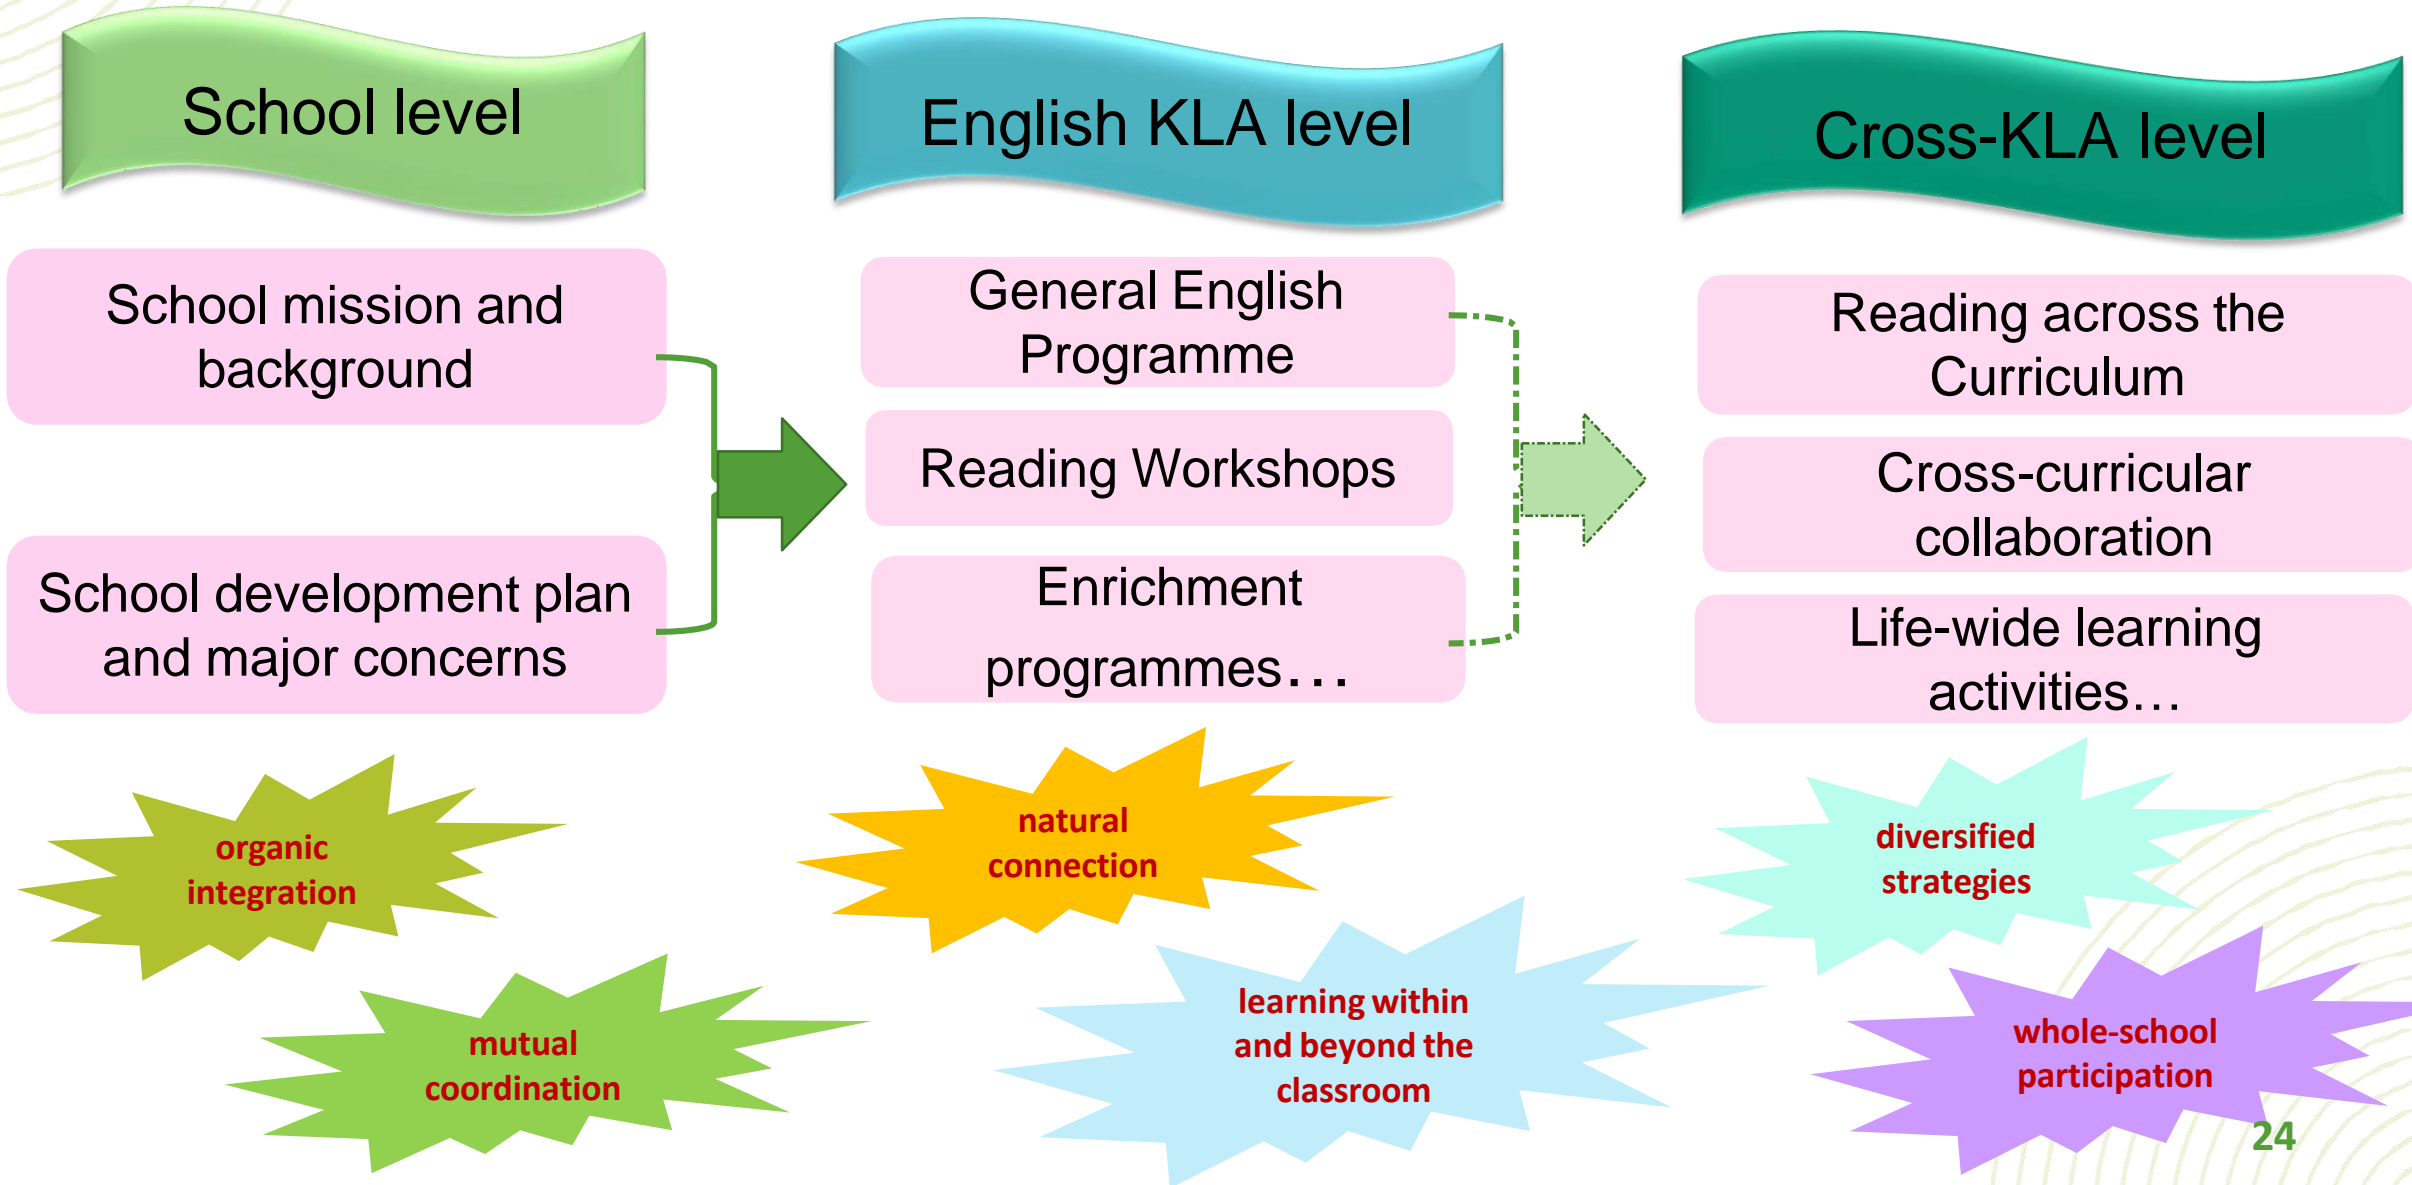 School level
English KLA level
Cross-KLA level
School mission and
background
School development plan
and major concerns
General English
Programme
Reading Workshops
Enrichment
programmes...
Reading across the
Curriculum
Cross-curricular
collaboration
Life-wide learning
activities...
organic
integration
mutual
coordination
natural
connection
learning within
and beyond the
classroom
diversified
strategies
whole-school
participation
24